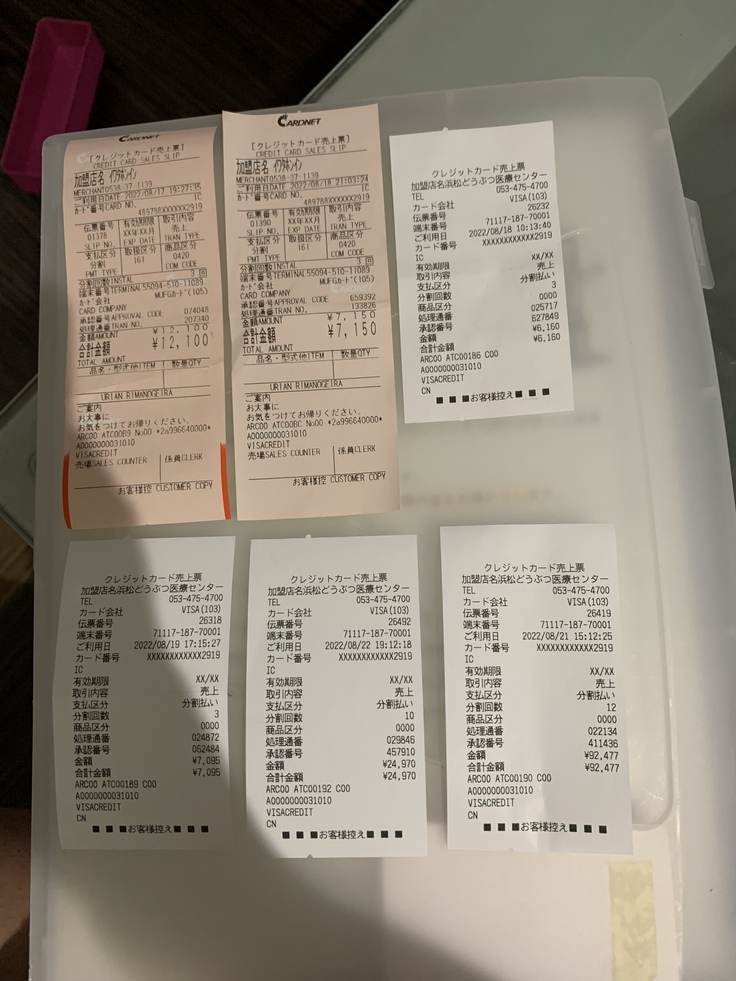 CARDNET
[クレジットカード売上票]
CREDIT CARD SALES SLIP
加盟店名 イワタキンイン
MERCHANT0538-37-1139
ご利用日DATE 2022/08/17 19:27:35
カード番号CARD NO. IC
489788XXXXXX2919
伝票番号 有効期限 取引内容
01378 XX年XX月 売上
SLIP NO. EXP DATE TRAN TYPE
支払区分 取扱区分 商品区分
分割 161 0420
PMT TYPE COM CODE
分割回数INSTAL 3 回
端末番号TERMINAL55094-510-11089
カード会社 MUFGカード(105)
CARD COMPANY
承認番号APPROVAL CODE 074048
処理通番TRAN NO. 207340
金額AMOUNT ¥12,100
合計金額 ¥12,100
TOTAL AMOUNT
品名・型式他ITEM 数量QTY
URIAN RIMANOGEIRA
ご案内
お大事に
お気をつけてお帰りください。
ARC00 ATC00B9 No00 *2a996640000*
A0000000031010
VISACREDIT
売場SALES COUNTER 係員CLERK
お客様控 CUSTOMER COPY
CARDNET
[クレジットカード売上票]
CREDIT CARD SALES SLIP
加盟店名 イワタキンイン
MERCHANT0538-37-1139
ご利用日DATE 2022/08/18 21:03:24
カード番号CARD NO. IC
489788XXXXXX2919
伝票番号 有効期限 取引内容
01390 XX年XX月 売上
SLIP NO. EXP DATE TRAN TYPE
支払区分 取扱区分 商品区分
分割 161 0420
PMT TYPE COM CODE
分割回数INSTAL 3 回
端末番号TERMINAL55094-510-11089
カード会社 MUFGカード(105)
CARD COMPANY
承認番号APPROVAL CODE 659392
処理通番TRAN NO. 133826
金額AMOUNT ¥7,150
合計金額 ¥7,150
TOTAL AMOUNT
品名・型式他ITEM 数量QTY
URIAN RIMANOGEIRA
ご案内
お大事に
お気をつけてお帰りください。
ARC00 ATC00BC No00 *2a996640000*
A0000000031010
VISACREDIT
売場SALES COUNTER 係員CLERK
お客様控 CUSTOMER COPY
クレジットカード売上票
加盟店名浜松どうぶつ医療センター
TEL 053-475-4700
カード会社 VISA(103)
伝票番号 26232
端末番号 71117-187-70001
ご利用日 2022/08/18 10:13:40
カード番号 XXXXXXXXXXXX2919
IC
有効期限 XX/XX
取引内容 売上
支払区分 分割払い
分割回数 3
商品区分 0000
処理通番 025717
承認番号 627849
金額 ¥6,160
合計金額 ¥6,160
ARC00 ATC00186 C00
A0000000031010
VISACREDIT
CN
■ ■ ■お客様控え■ ■ ■
クレジットカード売上票
加盟店名浜松どうぶつ医療センター
TEL 053-475-4700
カード会社 VISA(103)
伝票番号 26318
端末番号 71117-187-70001
ご利用日 2022/08/19 17:15:27
カード番号 XXXXXXXXXXXX2919
IC
有効期限 XX/XX
取引内容 売上
支払区分 分割払い
分割回数 3
商品区分 0000
処理通番 024872
承認番号 062484
金額 ¥7,095
合計金額 ¥7,095
ARC00 ATC00189 C00
A0000000031010
VISACREDIT
CN
■ ■ ■お客様控え■ ■ ■
クレジットカード売上票
加盟店名浜松どうぶつ医療センター
TEL 053-475-4700
カード会社 VISA(103)
伝票番号 26492
端末番号 71117-187-70001
ご利用日 2022/08/22 19:12:18
カード番号 XXXXXXXXXXXX2919
IC
有効期限 XX/XX
取引内容 売上
支払区分 分割払い
分割回数 10
商品区分 0000
処理通番 029846
承認番号 457910
金額 ¥24,970
合計金額 ¥24,970
ARC00 ATC00192 C00
A0000000031010
VISACREDIT
CN
■ ■ ■お客様控え■ ■ ■
クレジットカード売上票
加盟店名浜松どうぶつ医療センター
TEL 053-475-4700
カード会社 VISA(103)
伝票番号 26419
端末番号 71117-187-70001
ご利用日 2022/08/21 15:12:25
カード番号 XXXXXXXXXXXX2919
IC
有効期限 XX/XX
取引内容 売上
支払区分 分割払い
分割回数 12
商品区分 0000
処理通番 022134
承認番号 411436
金額 ¥92,477
合計金額 ¥92,477
ARC00 ATC00190 C00
A0000000031010
VISACREDIT
CN
■ ■ ■お客様控え■ ■ ■